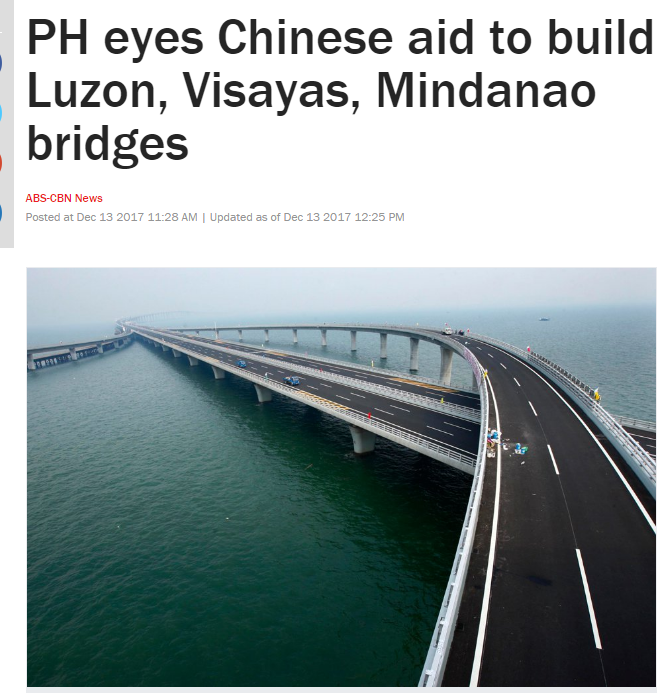 PH eyes Chinese aid to build
Luzon, Visayas, Mindanao
bridges
ABS-CBN News
Posted at Dec 13 2017 11:28 AM | Updated as of Dec 13 2017 12:25 PM